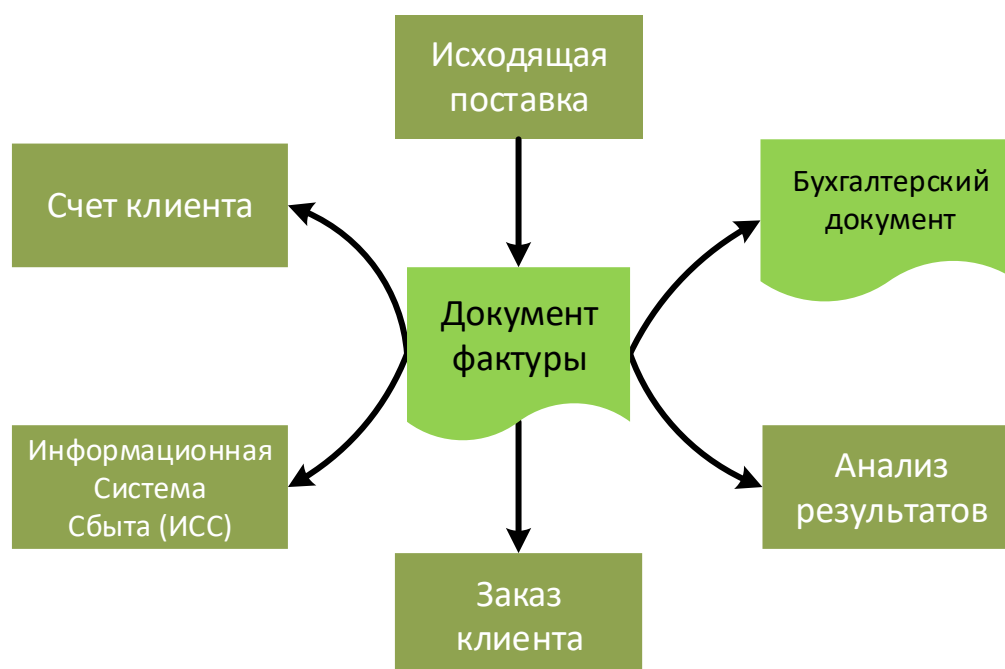 Исходящая
поставка
Счет клиента
Бухгалтерский
документ
Документ
фактуры
Информационная
Система
Сбыта (ИСС)
Анализ
результатов
Заказ
клиента